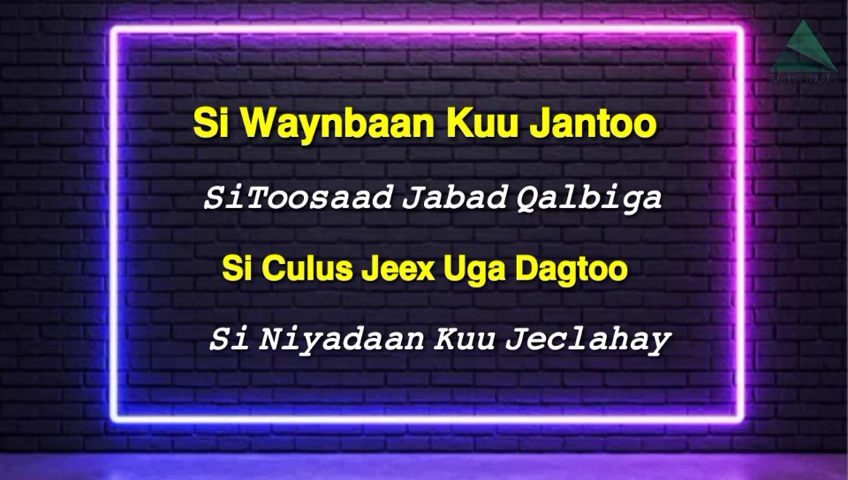 Si Waynbaan Kuu Jantoo
SiToosaad Jabad Qalbiga
Si Culus Jeex Uga Dagtoo
Si Niyadaan Kuu Jeclahay